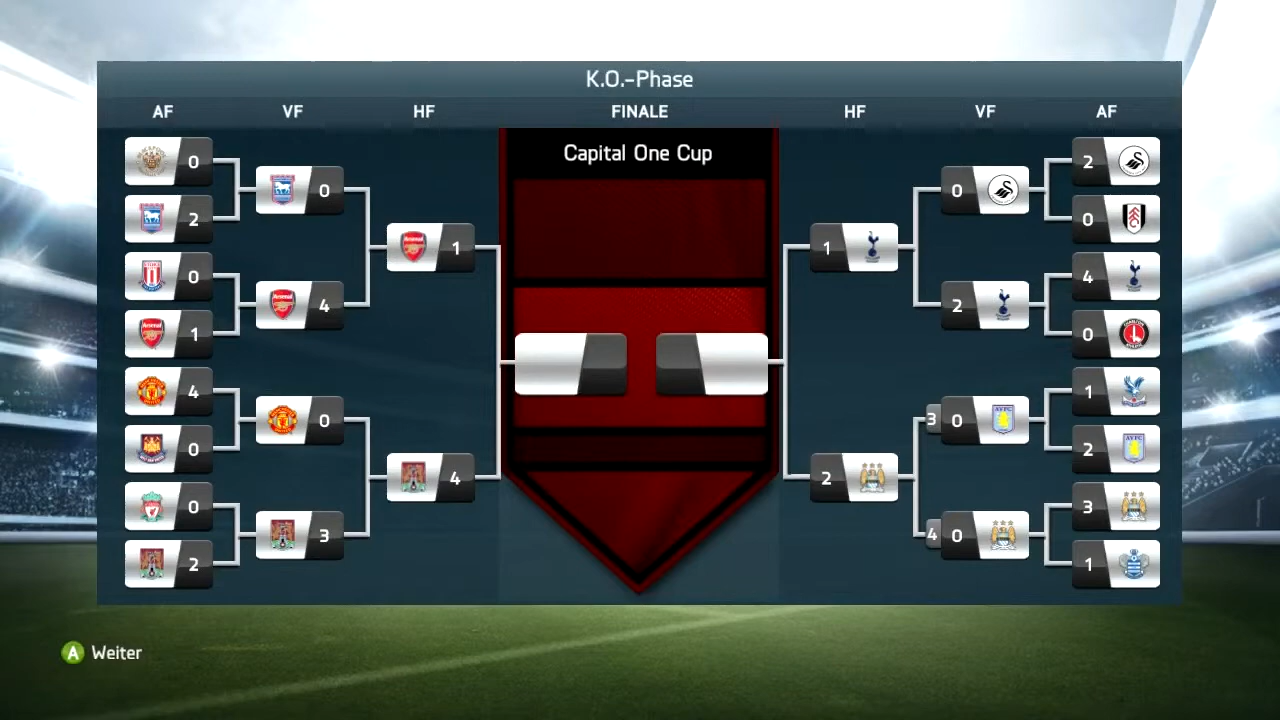 K.O.-Phase
AF VF HF FINALE HF VF AF
Capital One Cup
0 2
0 0
2 0
1 1
0 4
4 2
1 0
4 1
0 3 0
0 2
4 2
0 3
3 4 0
2 1
A Weiter